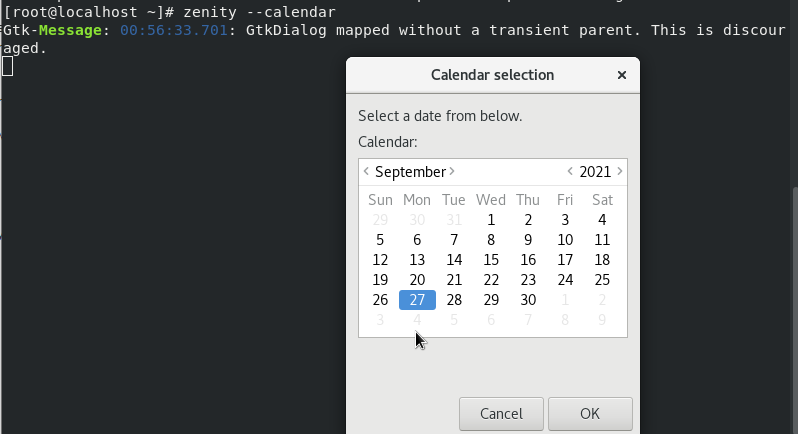 [root@localhost ~]# zenity --calendar
Gtk-Message: 00:56:33.701: GtkDialog mapped without a transient parent. This is discour
aged.
Calendar selection ×
Select a date from below.
Calendar:
< September > < 2021 >
Sun Mon Tue Wed Thu Fri Sat
29 30 31 1 2 3 4
5 6 7 8 9 10 11
12 13 14 15 16 17 18
19 20 21 22 23 24 25
26 27 28 29 30 1 2
3 4 5 6 7 8 9
Cancel OK